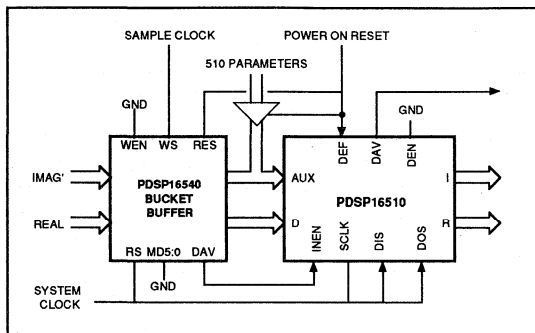 SAMPLE CLOCK
POWER ON RESET
510 PARAMETERS
GND
GND
WEN WS RES
DEF
DAV
DEN
IMAG'
PDSP16540
BUCKET
BUFFER
AUX
PDSP16510
I
REAL
D
R
RS MD5:0 DAV
INEN
SCLK
DIS
DOS
SYSTEM
CLOCK
GND